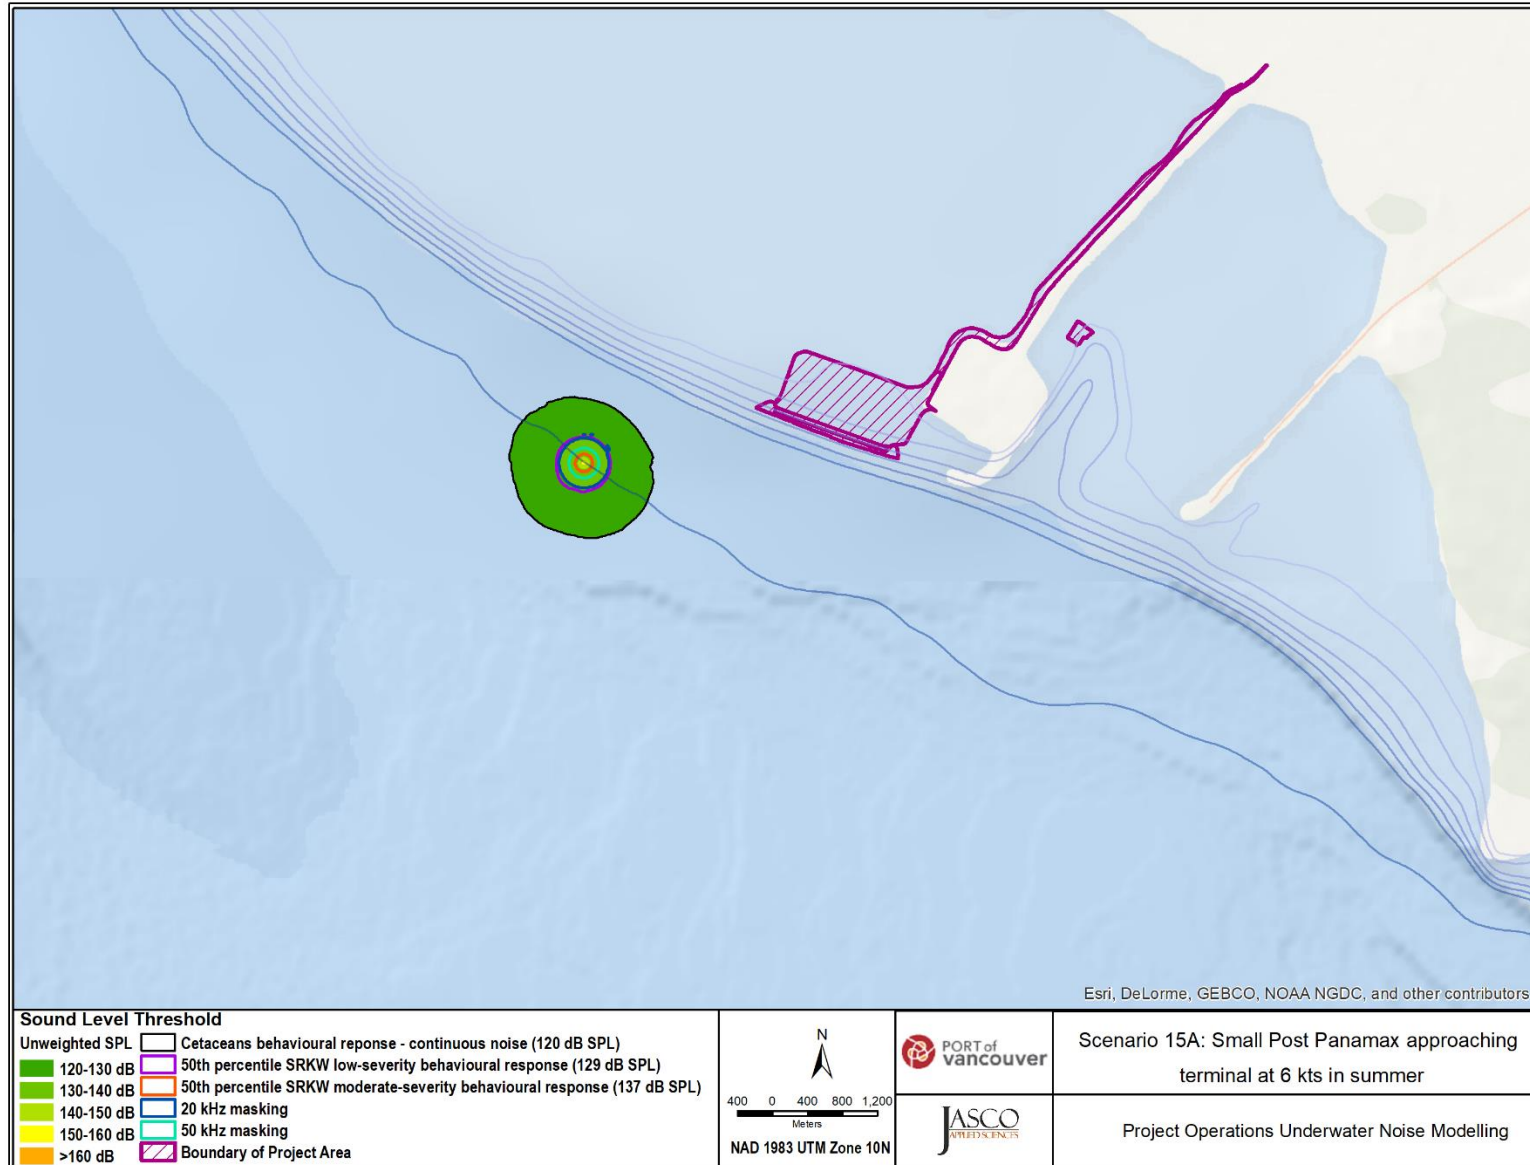 Esri, DeLorme, GEBCO, NOAA NGDC, and other contributors
Sound Level Threshold
Unweighted SPL
120-130 dB
130-140 dB
140-150 dB
150-160 dB
>160 dB
Cetaceans behavioural reponse - continuous noise (120 dB SPL)
50th percentile SRKW low-severity behavioural response (129 dB SPL)
50th percentile SRKW moderate-severity behavioural response (137 dB SPL)
20 kHz masking
50 kHz masking
Boundary of Project Area
N
400 0 400 800 1,200
Meters
NAD 1983 UTM Zone 10N
PORT of
vancouver
JASCO
APPLIED SCIENCES
Scenario 15A: Small Post Panamax approaching
terminal at 6 kts in summer
Project Operations Underwater Noise Modelling